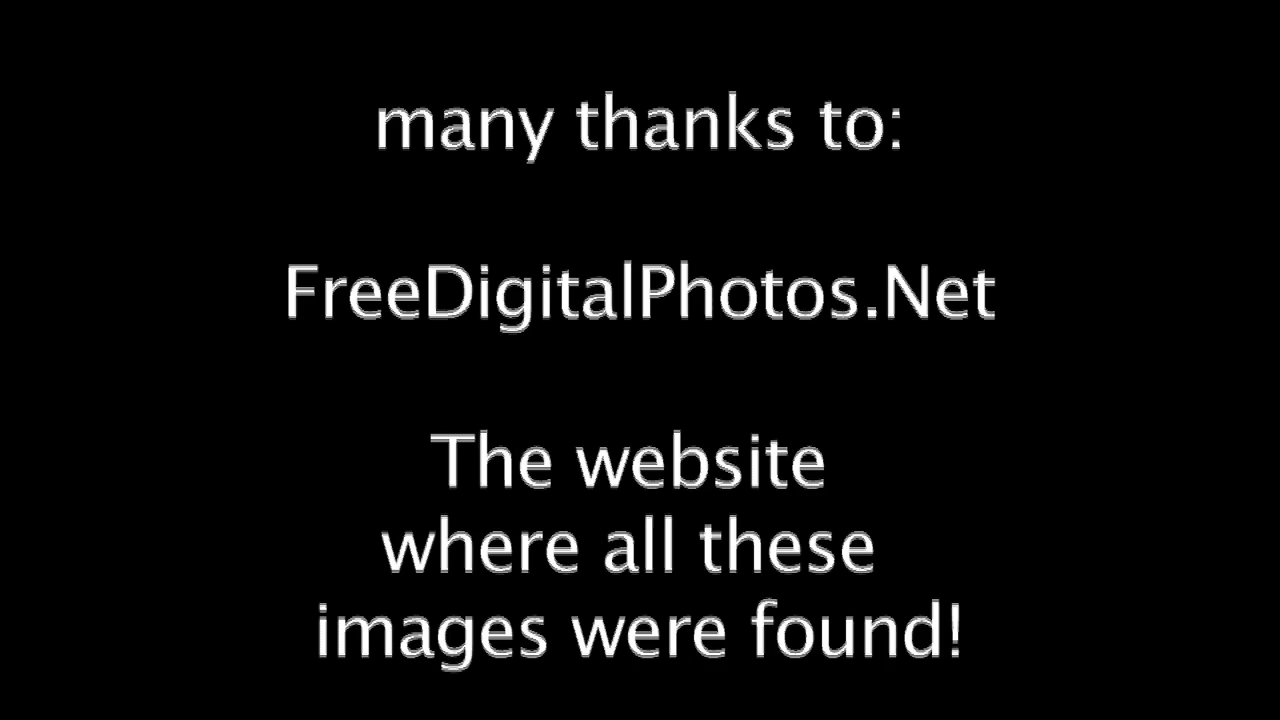 many thanks to:
FreeDigitalPhotos.Net
The website
where all these
images were found!